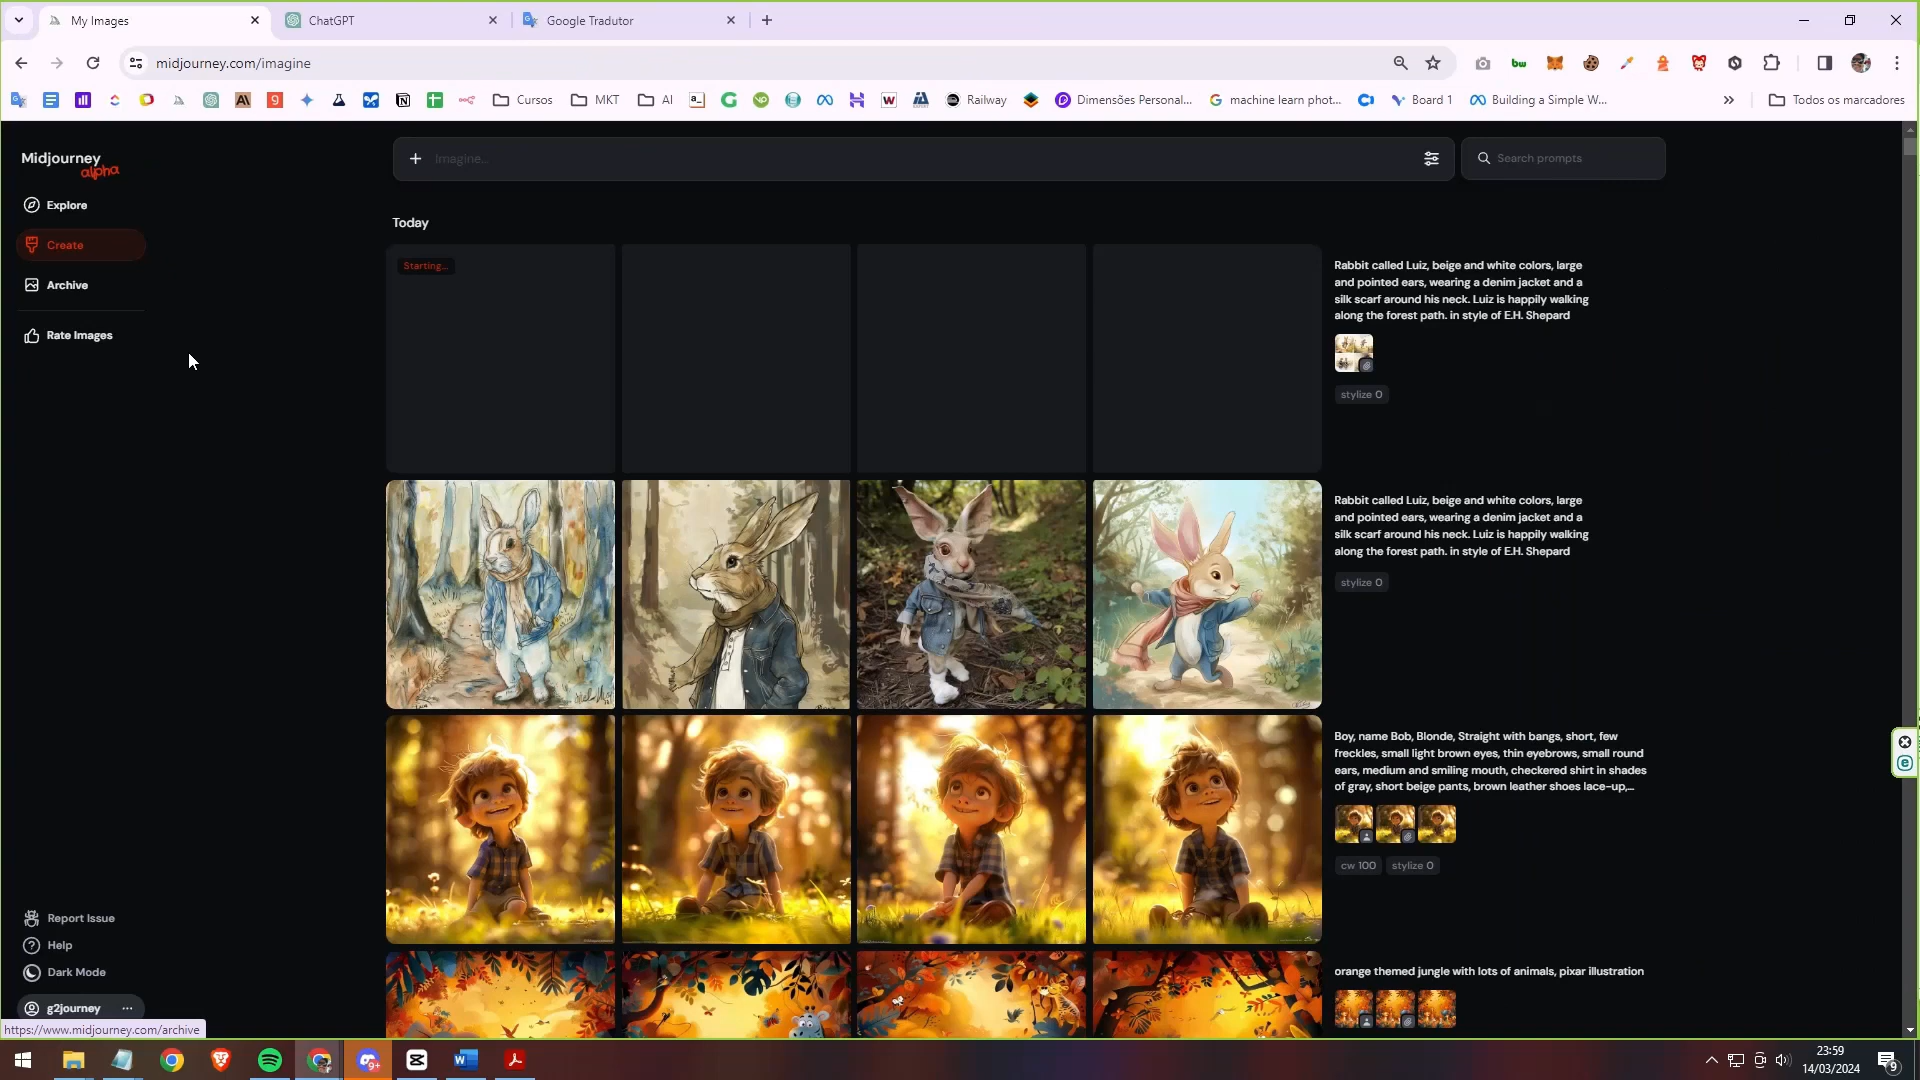 My Images
ChatGPT
Google Tradutor
midjourney.com/imagine
bw
Cursos
MKT
AI
Railway
Dimensões Personal...
machine learn phot...
Board 1
Building a Simple W...
Todos os marcadores
Midjourney
alpha
Imagine...
Search prompts
Explore
Create
Archive
Rate Images
Today
Starting...
Rabbit called Luiz, beige and white colors, large
and pointed ears, wearing a denim jacket and a
silk scarf around his neck. Luiz is happily walking
along the forest path. in style of E.H. Shepard
stylize 0
Rabbit called Luiz, beige and white colors, large
and pointed ears, wearing a denim jacket and a
silk scarf around his neck. Luiz is happily walking
along the forest path. in style of E.H. Shepard
stylize 0
Boy, name Bob, Blonde, Straight with bangs, short, few
freckles, small light brown eyes, thin eyebrows, small round
ears, medium and smiling mouth, checkered shirt in shades
of gray, short beige pants, brown leather shoes lace-up,...
cw 100
stylize 0
orange themed jungle with lots of animals, pixar illustration
Report Issue
Help
Dark Mode
g2journey
https://www.midjourney.com/archive
9+
23:59
14/03/2024
9